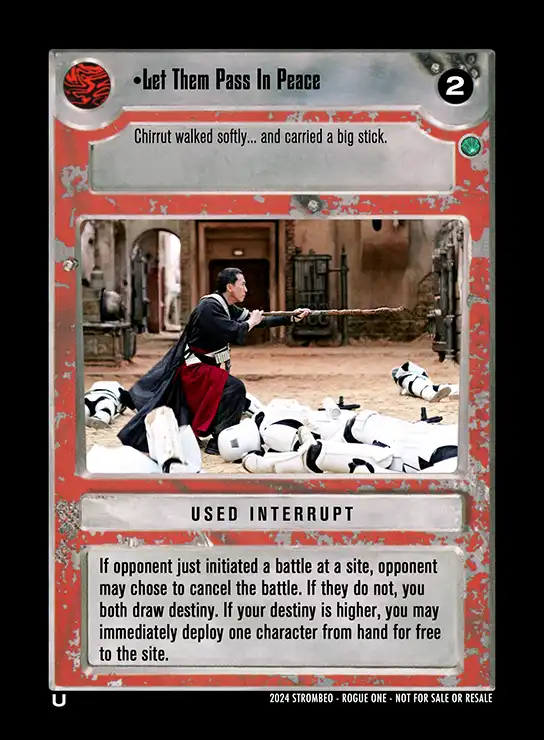 •Let Them Pass In Peace
2
Chirrut walked softly... and carried a big stick.
USED INTERRUPT
If opponent just initiated a battle at a site, opponent
may chose to cancel the battle. If they do not, you
both draw destiny. If your destiny is higher, you may
immediately deploy one character from hand for free
to the site.
U
2024 STROMBEO - ROGUE ONE - NOT FOR SALE OR RESALE